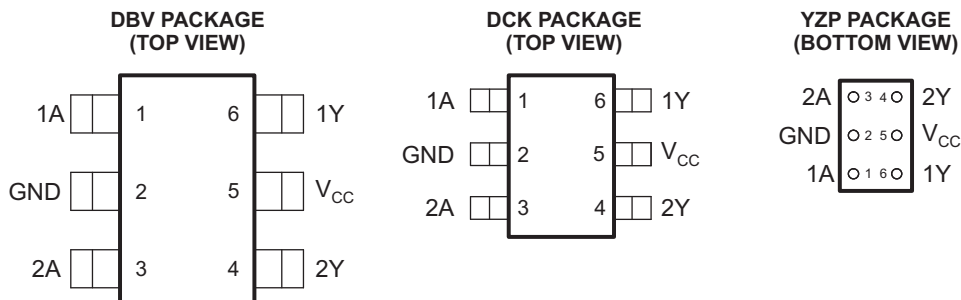 DBV PACKAGE
(TOP VIEW)
1A 1 6 1Y
GND 2 5 VCC
2A 3 4 2Y
DCK PACKAGE
(TOP VIEW)
1A 1 6 1Y
GND 2 5 VCC
2A 3 4 2Y
YZP PACKAGE
(BOTTOM VIEW)
2A 3 4 2Y
GND 2 5 VCC
1A 1 6 1Y